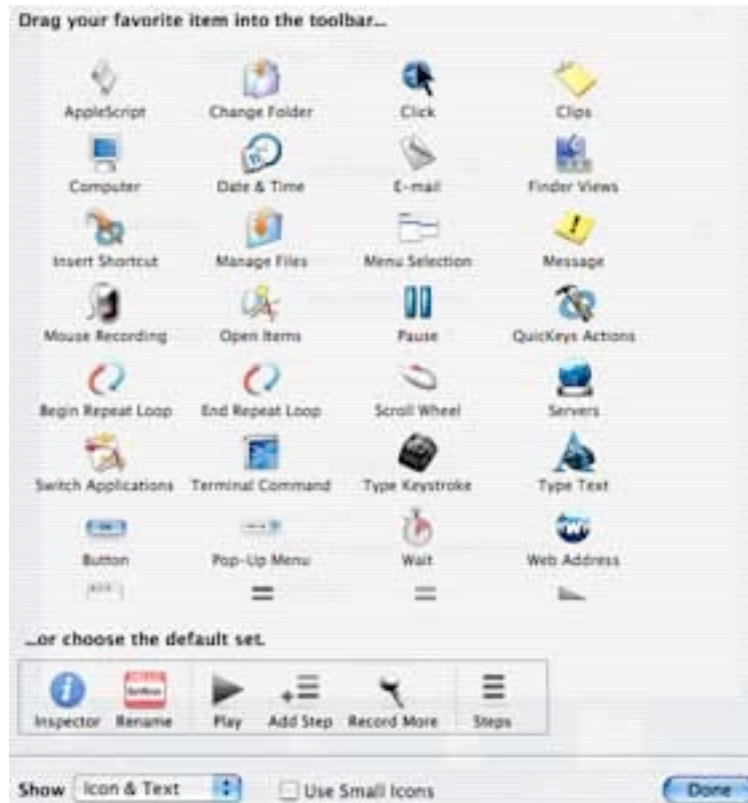 Drag your favorite item into the toolbar...
AppleScript Change Folder Click Clips
Computer Date & Time E-mail Finder Views
Insert Shortcut Manage Files Menu Selection Message
Mouse Recording Open Items Pause QuicKeys Actions
Begin Repeat Loop End Repeat Loop Scroll Wheel Servers
Switch Applications Terminal Command Type Keystroke Type Text
Button Pop-Up Menu Wait Web Address
...or choose the default set.
Inspector Rename Play Add Step Record More Steps
Show Icon & Text Use Small Icons Done